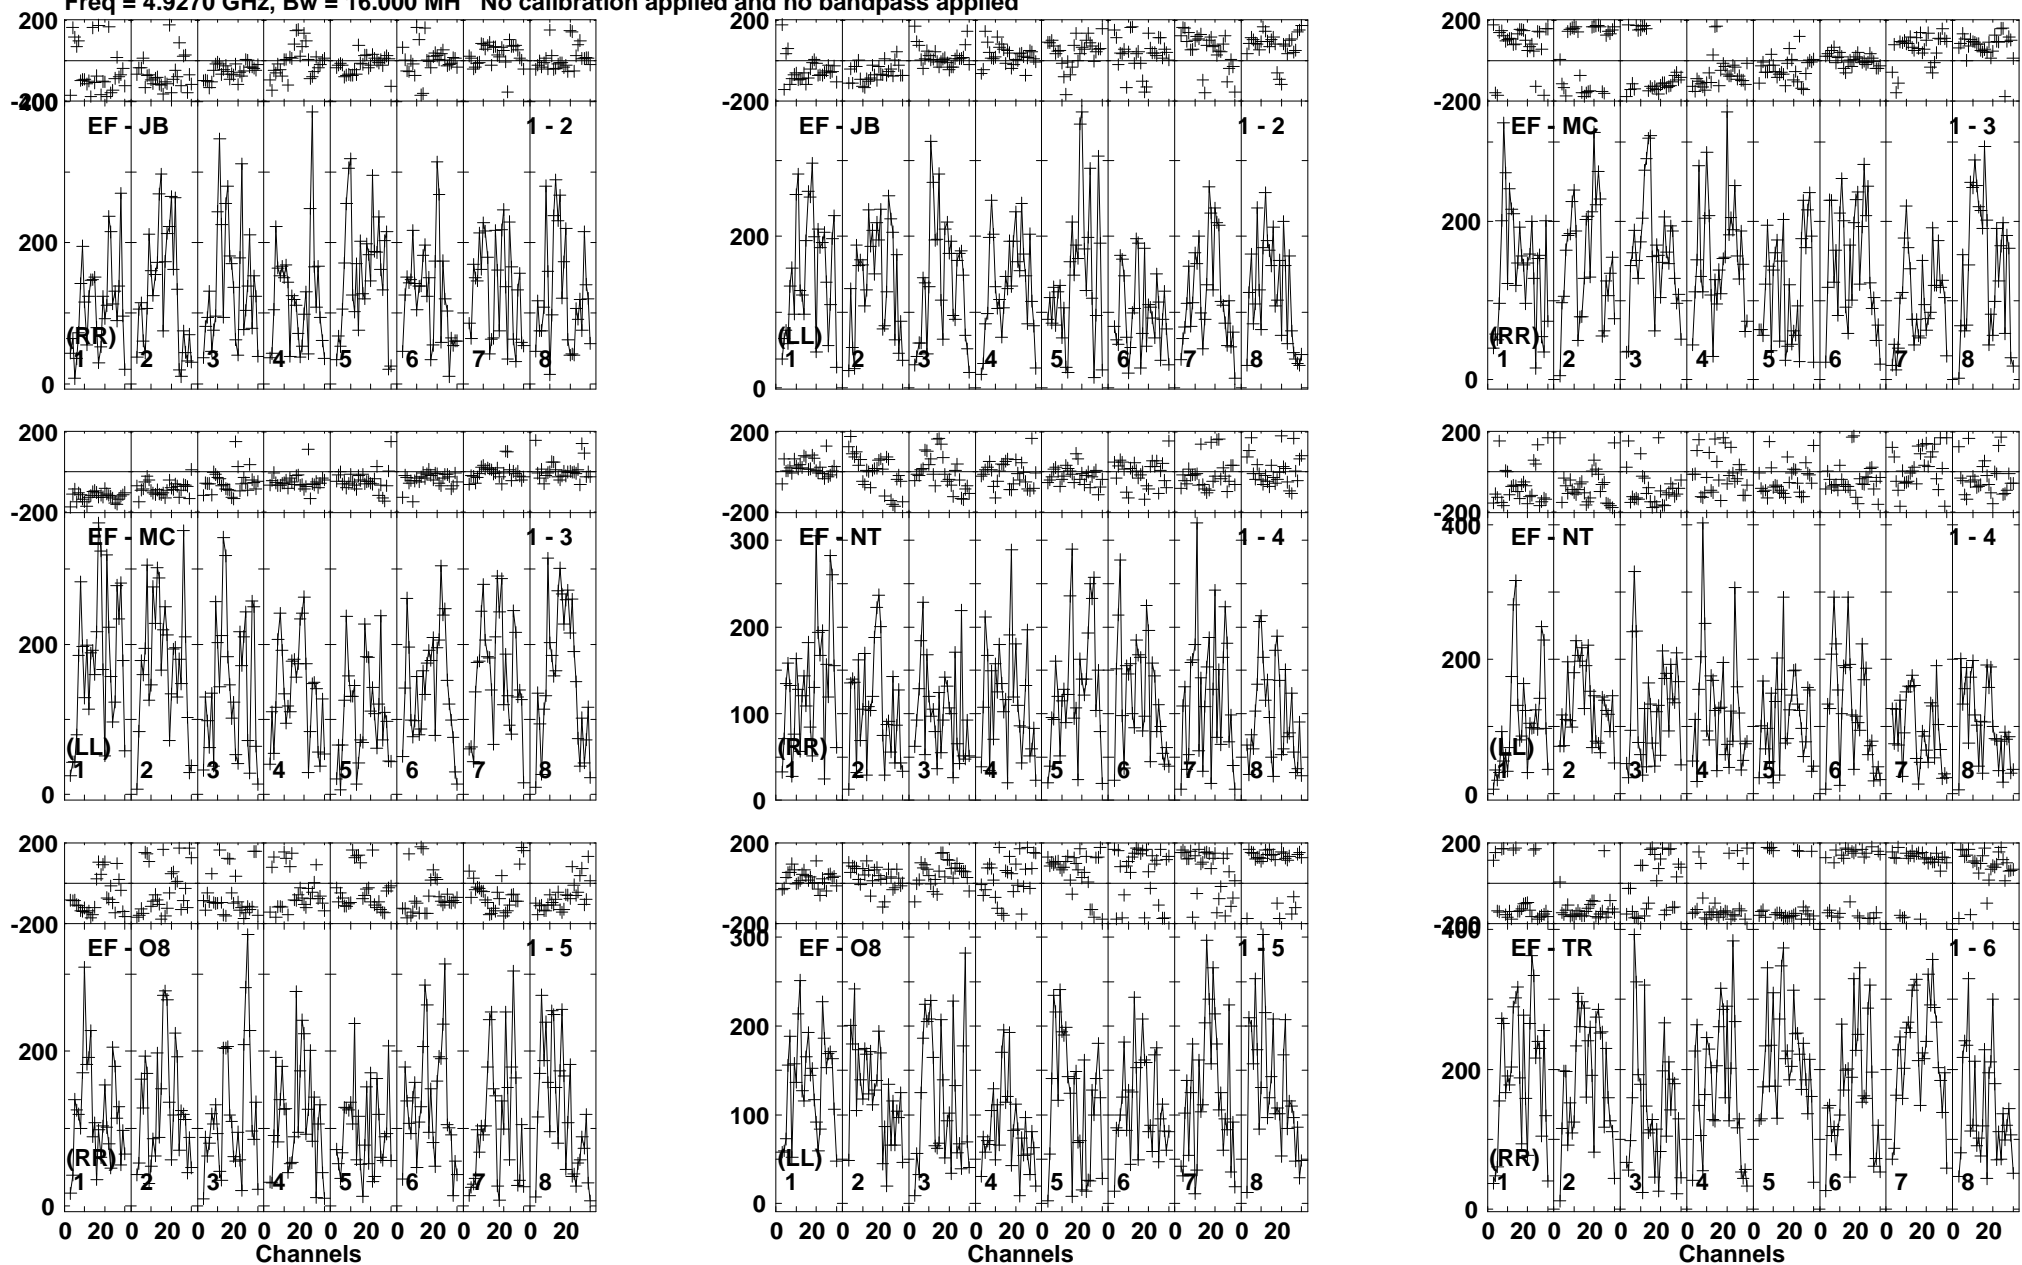 Freq = 4.9270 GHz, Bw = 16.000 MH No calibration applied and no bandpass applied
200 200 200
-200 -200 -200
400
EF - JB 1 - 2 EF - JB 1 - 2 EF - MC 1 - 3
200 200 200
(RR) (LL) (RR)
1 2 3 4 5 6 7 8 1 2 3 4 5 6 7 8 1 2 3 4 5 6 7 8
0 0 0
200 200 200
-200 -200 -200
400
EF - MC 1 - 3 EF - NT 1 - 4 EF - NT 1 - 4
300
200 200 200
100
(LL) (RR) (LL)
1 2 3 4 5 6 7 8 1 2 3 4 5 6 7 8 1 2 3 4 5 6 7 8
0 0 0
200 200 200
-200 -200 -200
300 400
EF - O8 1 - 5 EF - O8 1 - 5 EF - TR 1 - 6
200 200 200
100
(RR) (LL) (RR)
1 2 3 4 5 6 7 8 1 2 3 4 5 6 7 8 1 2 3 4 5 6 7 8
0 0 0
0 20 0 20 0 20 0 20 0 20 0 20 0 20 0 20 0 20 0 20 0 20 0 20 0 20 0 20 0 20 0 20 0 20 0 20 0 20 0 20 0 20 0 20 0 20 0 20
Channels Channels